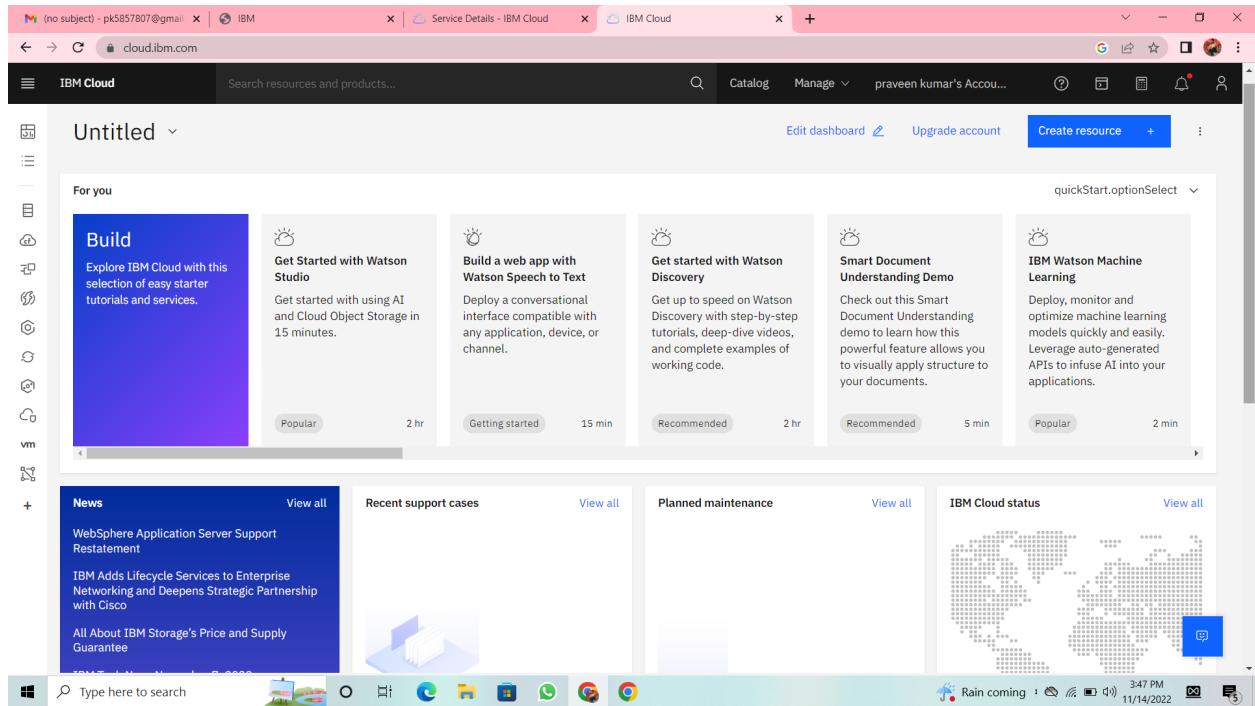 (no subject) - pk5857807@gmail
IBM
Service Details - IBM Cloud
IBM Cloud
cloud.ibm.com
IBM Cloud
Search resources and products...
Catalog
Manage
praveen kumar's Accou...
Untitled
Edit dashboard
Upgrade account
Create resource +
For you
quickStart.optionSelect
Build
Explore IBM Cloud with this
selection of easy starter
tutorials and services.
Get Started with Watson
Studio
Get started with using AI
and Cloud Object Storage in
15 minutes.
Popular
2 hr
Build a web app with
Watson Speech to Text
Deploy a conversational
interface compatible with
any application, device, or
channel.
Getting started
15 min
Get started with Watson
Discovery
Get up to speed on Watson
Discovery with step-by-step
tutorials, deep-dive videos,
and complete examples of
working code.
Recommended
2 hr
Smart Document
Understanding Demo
Check out this Smart
Document Understanding
demo to learn how this
powerful feature allows you
to visually apply structure to
your documents.
Recommended
5 min
IBM Watson Machine
Learning
Deploy, monitor and
optimize machine learning
models quickly and easily.
Leverage auto-generated
APIs to infuse AI into your
applications.
Popular
2 min
vm
News
View all
WebSphere Application Server Support
Restatement
IBM Adds Lifecycle Services to Enterprise
Networking and Deepens Strategic Partnership
with Cisco
All About IBM Storage's Price and Supply
Guarantee
Recent support cases
View all
Planned maintenance
View all
IBM Cloud status
View all
Type here to search
Rain coming
3:47 PM
11/14/2022
5